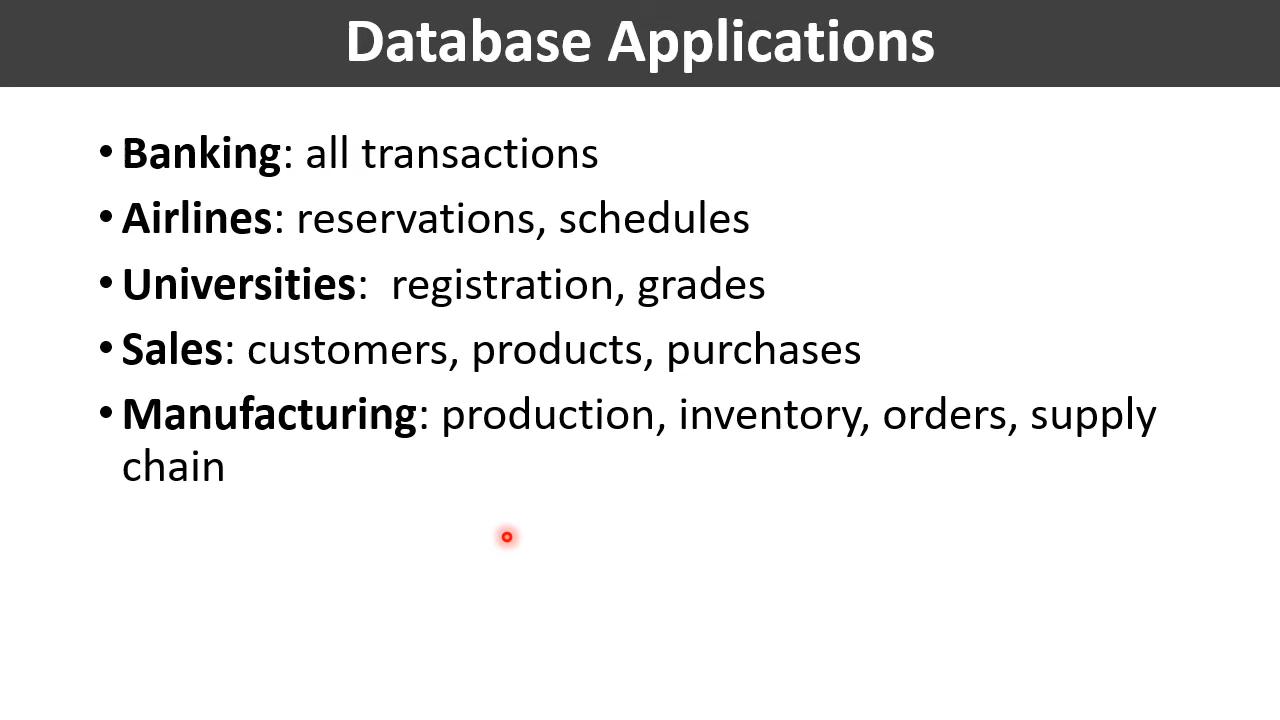 Database Applications
• Banking: all transactions
• Airlines: reservations, schedules
• Universities:  registration, grades
• Sales: customers, products, purchases
• Manufacturing: production, inventory, orders, supply
chain